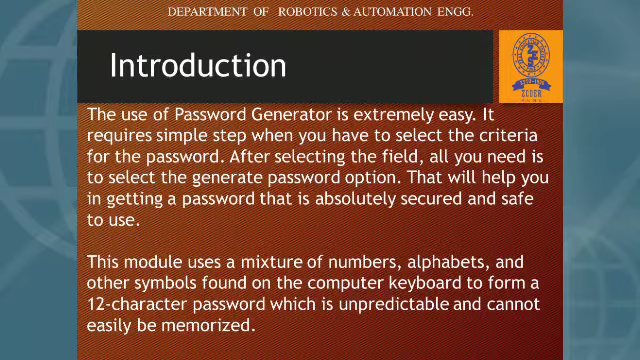 DEPARTMENT OF ROBOTICS & AUTOMATION ENGG.
Introduction
ZCOER
The use of Password Generator is extremely easy. It
requires simple step when you have to select the criteria
for the password. After selecting the field, all you need is
to select the generate password option. That will help you
in getting a password that is absolutely secured and safe
to use.
This module uses a mixture of numbers, alphabets, and
other symbols found on the computer keyboard to form a
12-character password which is unpredictable and cannot
easily be memorized.